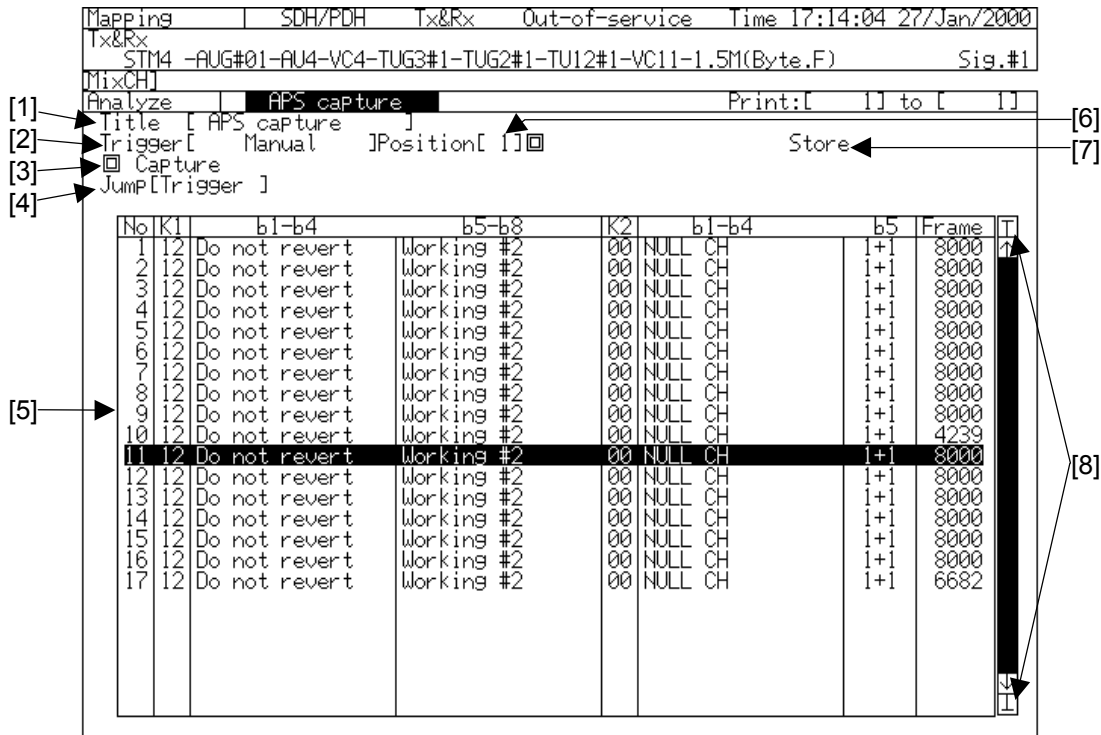 Mapping SDH/PDH Tx&Rx Out-of-service Time 17:14:04 27/Jan/2000
Tx&Rx
STM4 -AUG#01-AU4-VC4-TUG3#1-TUG2#1-TU12#1-VC11-1.5M(Byte.F) Sig.#1
[MixCH]
Analyze APS capture Print:[ 1] to [ 1]
[1] Title [ APS capture ] [6]
[2] Trigger[ Manual ]Position[ 1] Store [7]
[3] Capture
[4] Jump[Trigger ]
No K1 b1-b4 b5-b8 K2 b1-b4 b5 Frame
1 12 Do not revert Working #2 00 NULL CH 1+1 8000
2 12 Do not revert Working #2 00 NULL CH 1+1 8000
3 12 Do not revert Working #2 00 NULL CH 1+1 8000
4 12 Do not revert Working #2 00 NULL CH 1+1 8000
5 12 Do not revert Working #2 00 NULL CH 1+1 8000
6 12 Do not revert Working #2 00 NULL CH 1+1 8000
7 12 Do not revert Working #2 00 NULL CH 1+1 8000
8 12 Do not revert Working #2 00 NULL CH 1+1 8000
[5] 9 12 Do not revert Working #2 00 NULL CH 1+1 8000
10 12 Do not revert Working #2 00 NULL CH 1+1 4239
11 12 Do not revert Working #2 00 NULL CH 1+1 8000
12 12 Do not revert Working #2 00 NULL CH 1+1 8000 [8]
13 12 Do not revert Working #2 00 NULL CH 1+1 8000
14 12 Do not revert Working #2 00 NULL CH 1+1 8000
15 12 Do not revert Working #2 00 NULL CH 1+1 8000
16 12 Do not revert Working #2 00 NULL CH 1+1 8000
17 12 Do not revert Working #2 00 NULL CH 1+1 6682